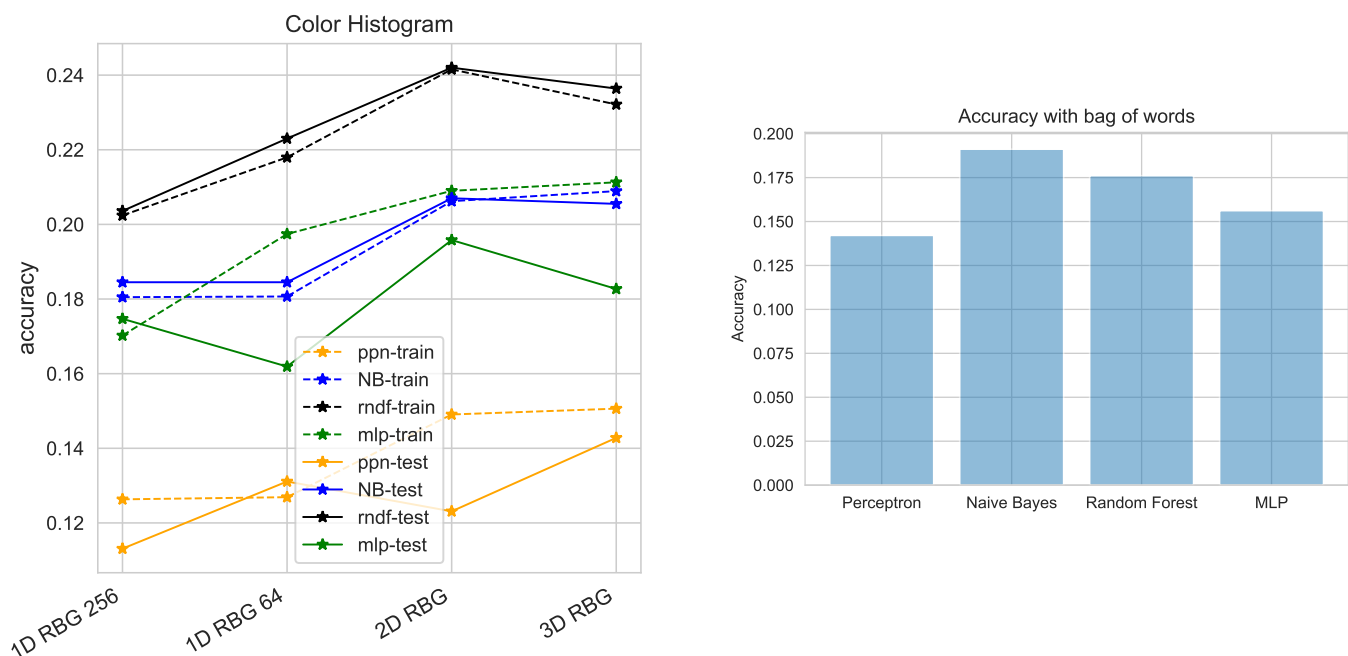 Color Histogram
accuracy
0.24
0.22
0.20
0.18
0.16
0.14
0.12
ppn-train
NB-train
rndf-train
mlp-train
ppn-test
NB-test
rndf-test
mlp-test
1D RBG 256
1D RBG 64
2D RBG
3D RBG
Accuracy with bag of words
Accuracy
0.200
0.175
0.150
0.125
0.100
0.075
0.050
0.025
0.000
Perceptron
Naive Bayes
Random Forest
MLP